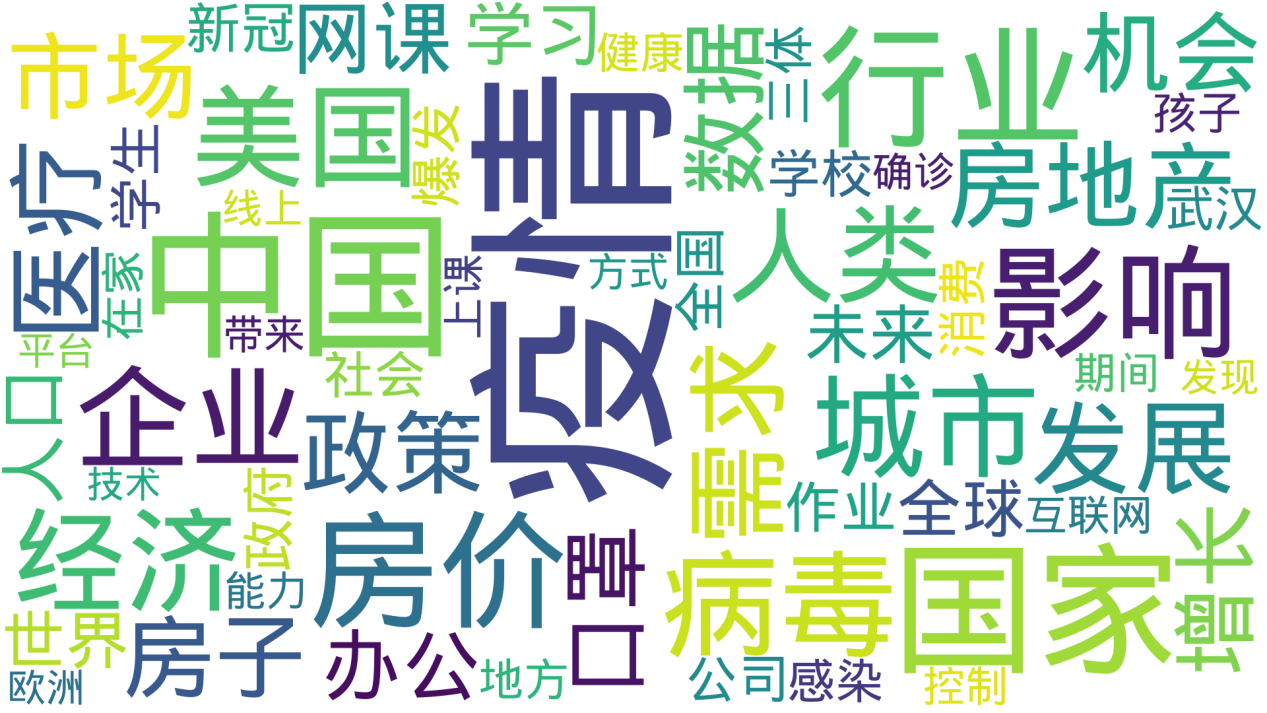 新冠
网课
学习
健康
数据
三体
行业
机会
市场
美国
爆发
疫情
孩子
学生
医疗
线上
学校
确诊
房地产
武汉
中国
在家
上课
方式
全国
人类
消费
影响
带来
平台
社会
未来
期间
发现
人口
企业
政策
需求
城市
发展
技术
政府
作业
全球
互联网
经济
房价
口罩
病毒
国家
增长
能力
世界
房子
办公
地方
公司
感染
控制
欧洲